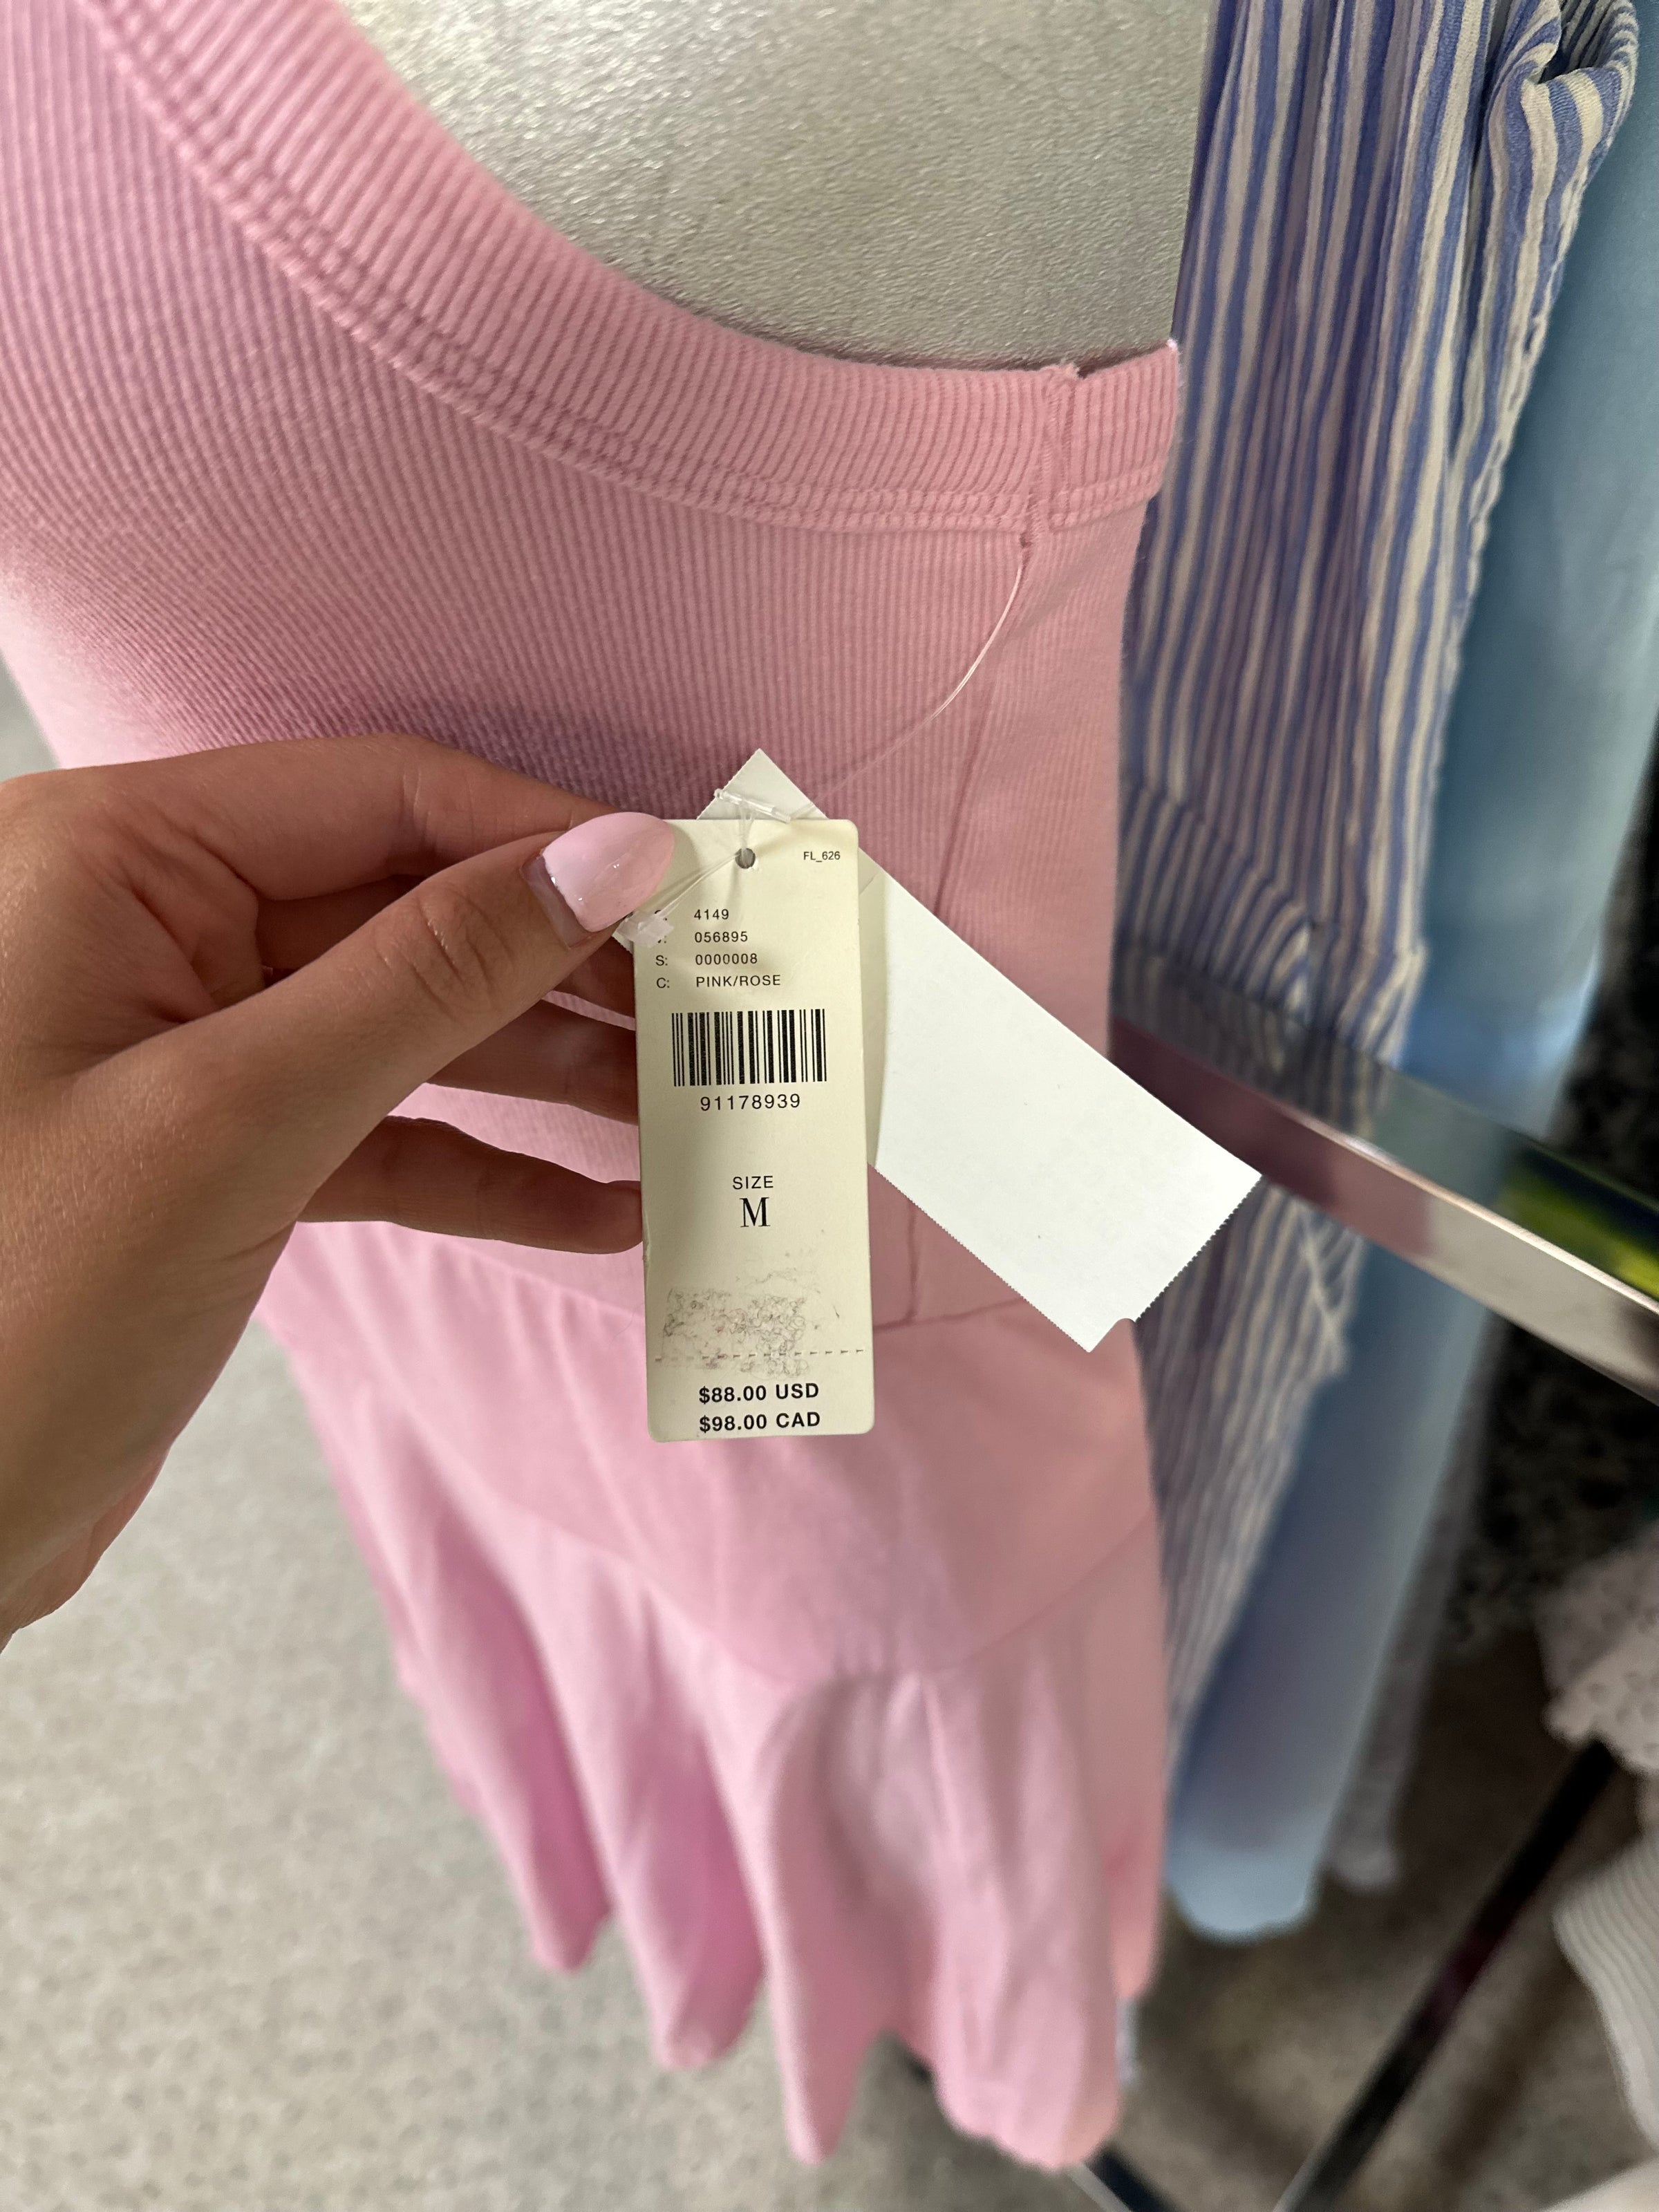 FL_626
4149
056895
S: 0000008
C: PINK/ROSE
91178939
SIZE
M
$88.00 USD
$98.00 CAD